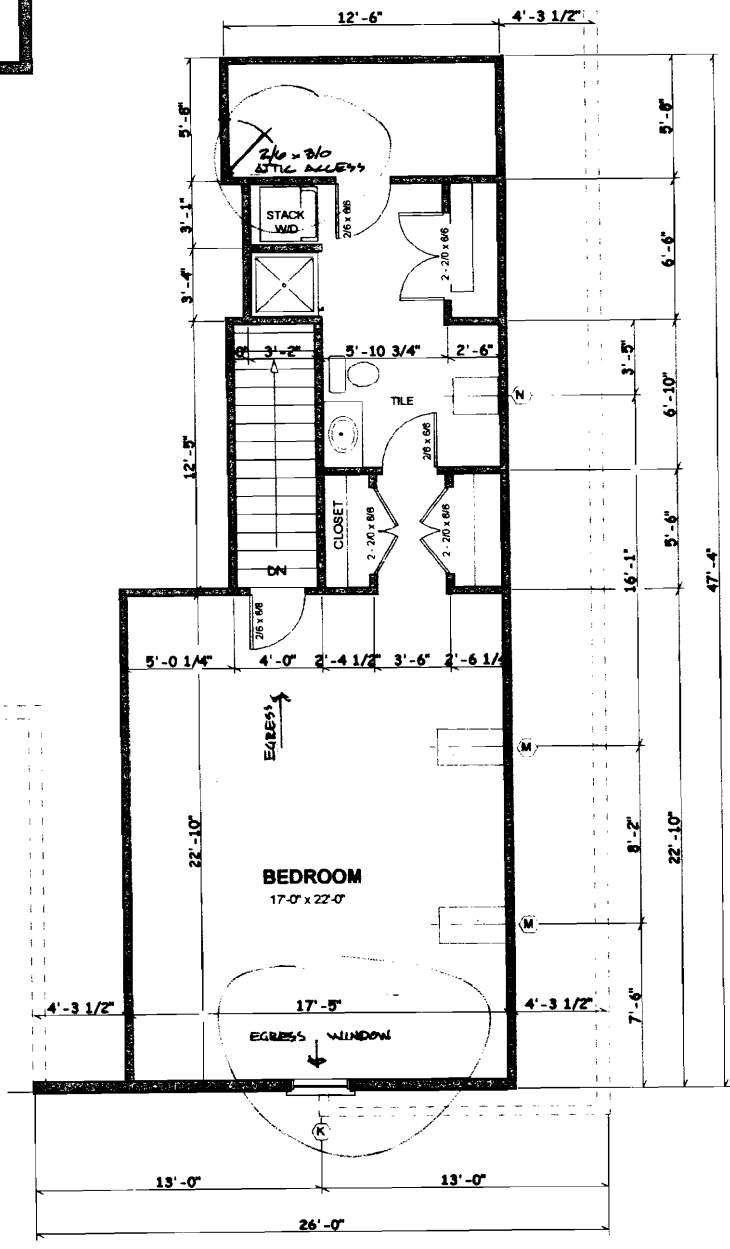 12'-6"
4'-3 1/2"
5'-8"
5'-8"
2/6 x 3/0
ATTIC ACCESS
3'-1"
STACK
W/D
2/6 x 6/6
2 - 2/0 x 6/6
6'-6"
3'-4"
3'-2"
5'-10 3/4"
2'-6"
3'-5"
N
TILE
6'-10"
2/6 x 6/6
12'-5"
CLOSET
2 - 2/0 x 6/6
2 - 2/0 x 6/6
5'-6"
16'-1"
47'-4"
DN
2/6 x 6/6
5'-0 1/4"
4'-0"
2'-4 1/2"
3'-6"
2'-6 1/4
EGRESS
M
22'-10"
8'-2"
22'-10"
BEDROOM
17'-0" x 22'-0"
M
4'-3 1/2"
17'-5"
4'-3 1/2"
7'-6"
EGRESS WINDOW
K
13'-0"
13'-0"
26'-0"